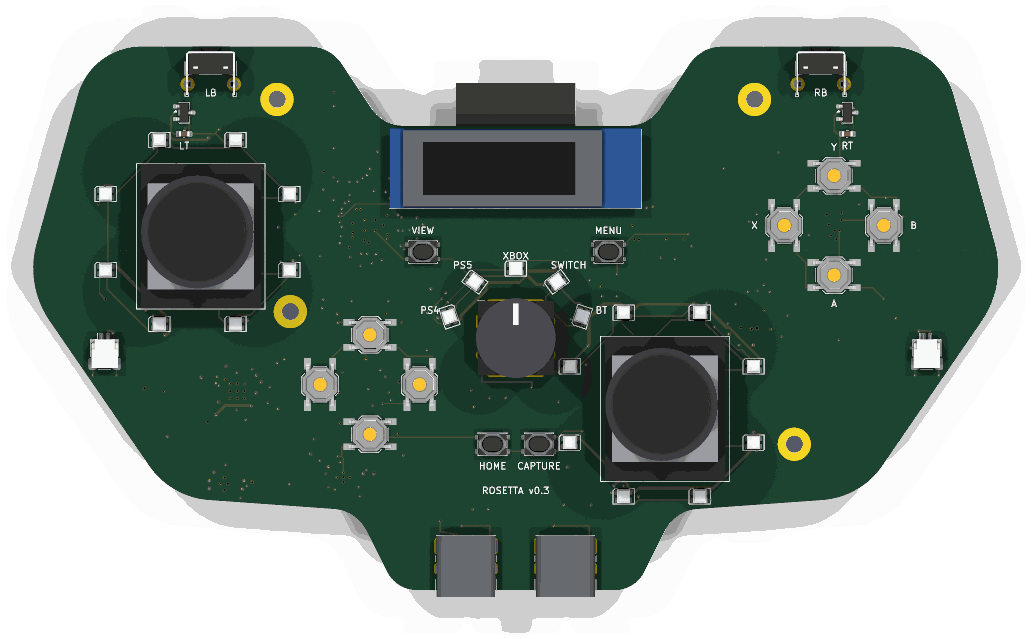 LB
RB
LT
Y RT
X
B
VIEW
MENU
XBOX
PS5
SWITCH
A
PS4
BT
HOME
CAPTURE
ROSETTA v0.3